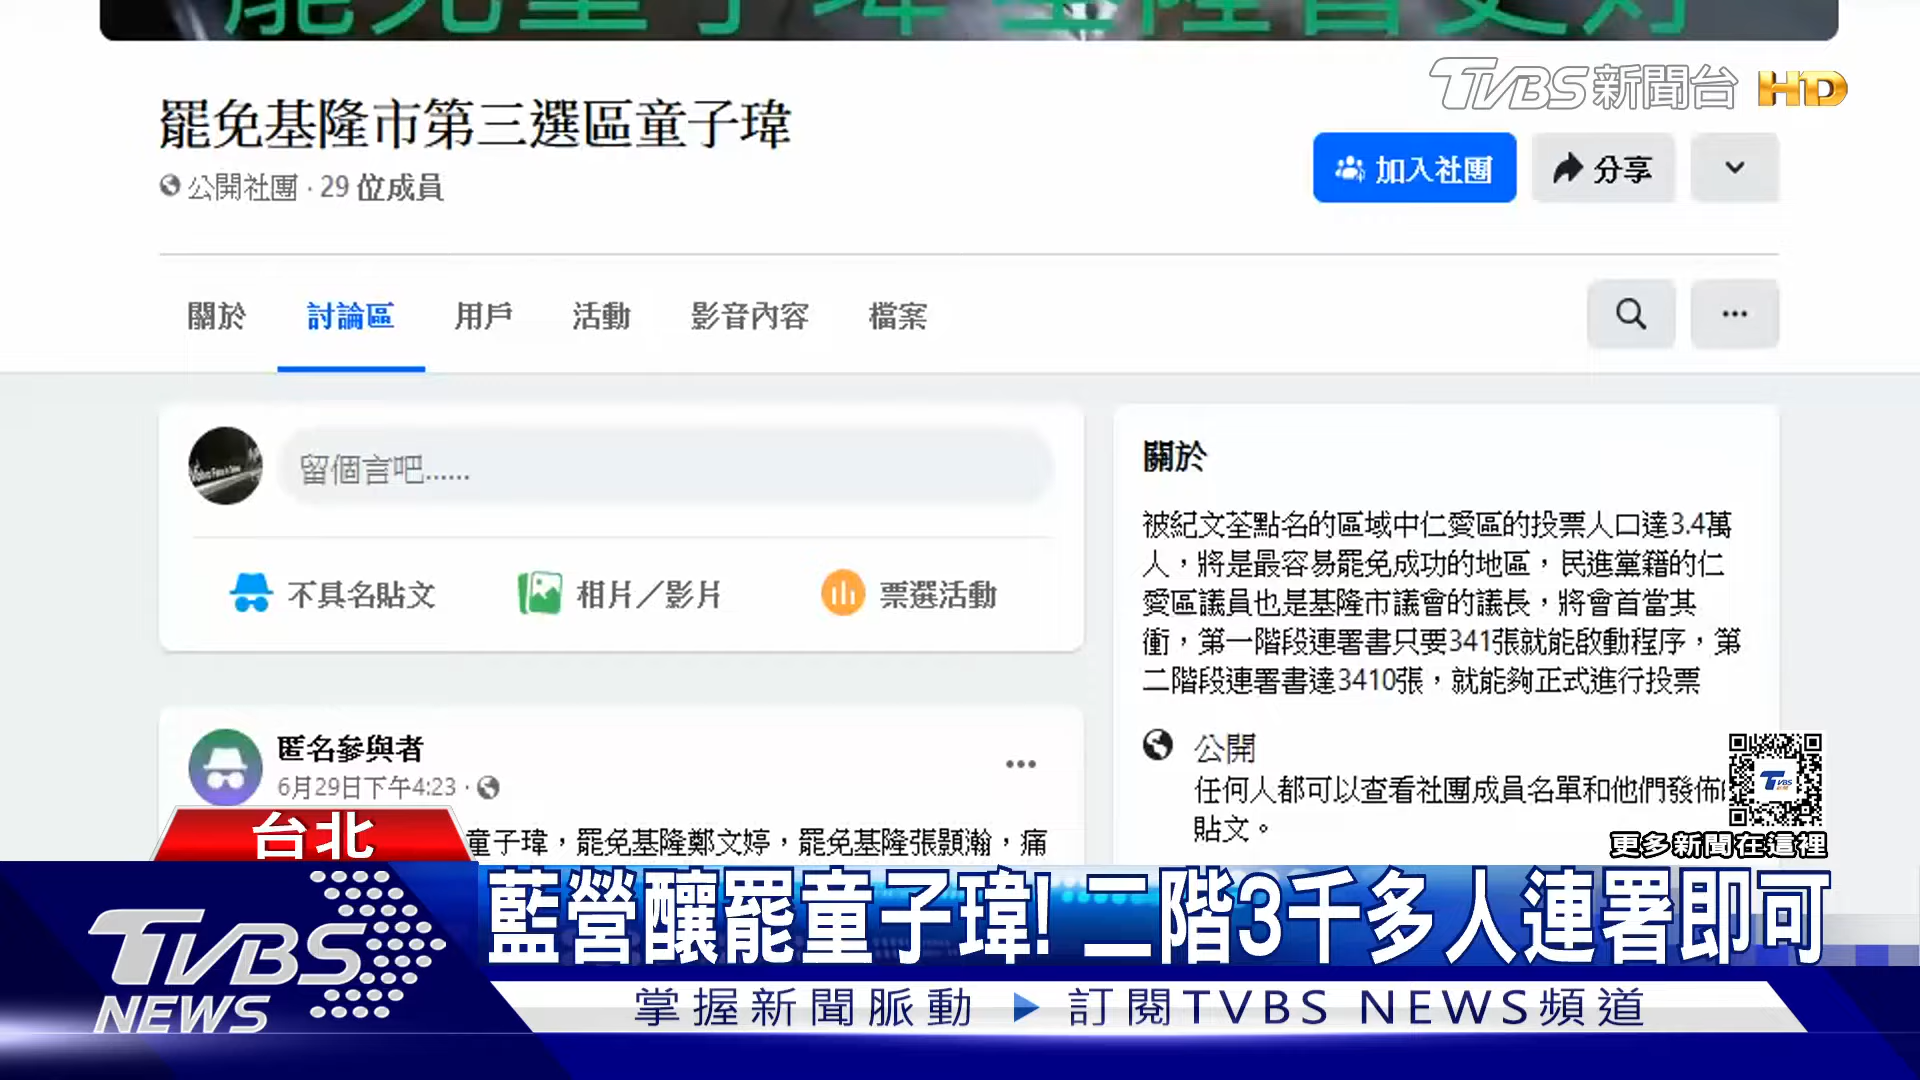 罷免童子瑋基隆會更好
TVBS新聞台 HD
罷免基隆市第三選區童子瑋
公開社團 · 29 位成員
加入社團
分享
關於
討論區
用戶
活動
影音內容
檔案
留個言吧......
不具名貼文
相片／影片
票選活動
關於
被紀文荃點名的區域中仁愛區的投票人口達3.4萬
人，將是最容易罷免成功的地區，民進黨籍的仁
愛區議員也是基隆市議會的議長，將會首當其
衝，第一階段連署書只要341張就能啟動程序，第
二階段連署書達3410張，就能夠正式進行投票
公開
任何人都可以查看社團成員名單和他們發佈的
貼文。
匿名參與者
6月29日下午4:23 ·
童子瑋，罷免基隆鄭文婷，罷免基隆張顥瀚，痛
TVBS
更多新聞在這裡
台北
藍營釀罷童子瑋! 二階3千多人連署即可
TVBS
NEWS
掌握新聞脈動 ▶ 訂閱TVBS NEWS頻道